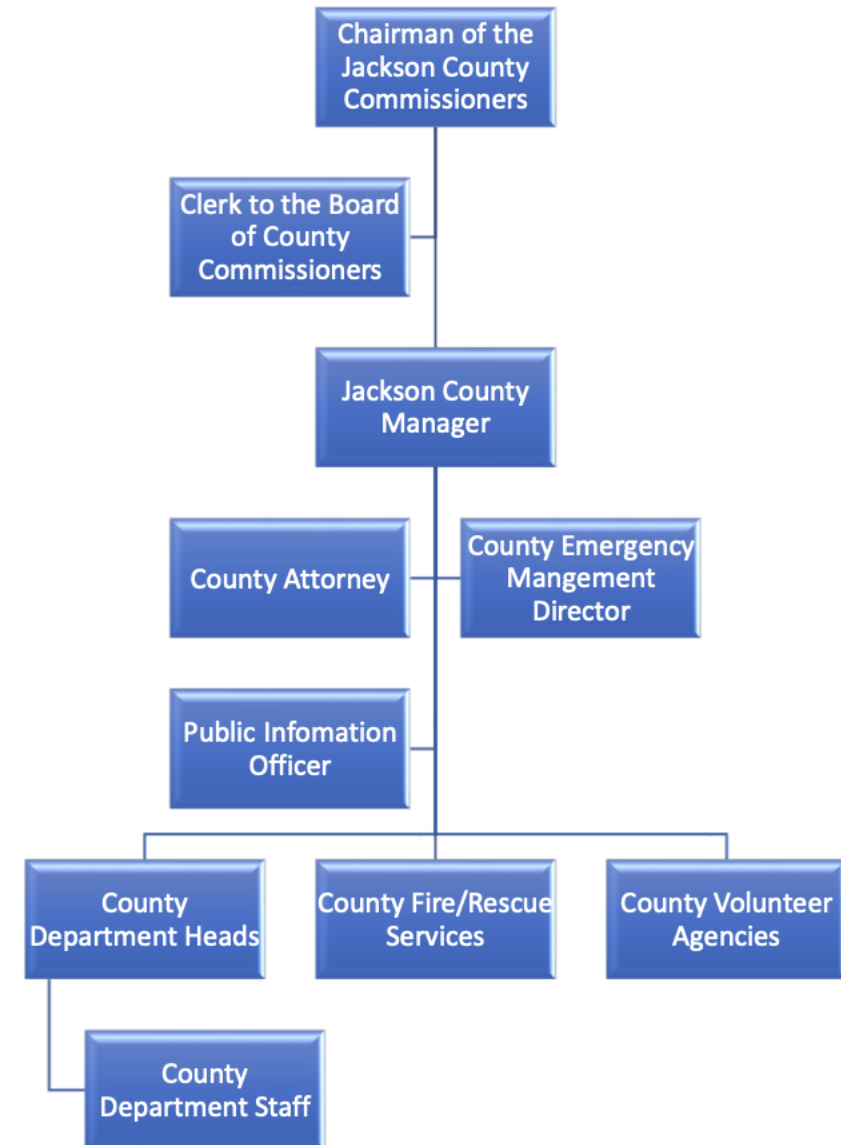 Chairman of the
Jackson County
Commissioners
Clerk to the Board
of County
Commissioners
Jackson County
Manager
County Attorney
County Emergency
Mangement
Director
Public Infomation
Officer
County
Department Heads
County Fire/Rescue
Services
County Volunteer
Agencies
County
Department Staff